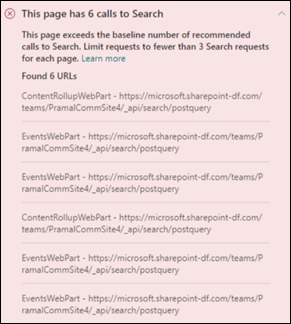 This page has 6 calls to Search
This page exceeds the baseline number of recommended
calls to Search. Limit requests to fewer than 3 Search requests
for each page. Learn more
Found 6 URLs
ContentRollupWebPart - https://microsoft.sharepoint-df.com/
teams/PramalCommSite4/_api/search/postquery
EventsWebPart - https://microsoft.sharepoint-df.com/teams/P
ramalCommSite4/_api/search/postquery
EventsWebPart - https://microsoft.sharepoint-df.com/teams/P
ramalCommSite4/_api/search/postquery
ContentRollupWebPart - https://microsoft.sharepoint-df.com/
teams/PramalCommSite4/_api/search/postquery
EventsWebPart - https://microsoft.sharepoint-df.com/teams/P
ramalCommSite4/_api/search/postquery
EventsWebPart - https://microsoft.sharepoint-df.com/teams/P
ramalCommSite4/_api/search/postquery